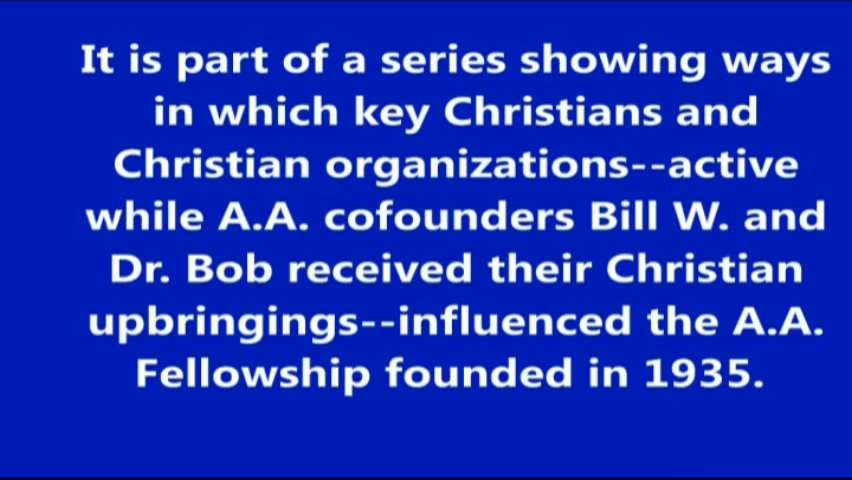 It is part of a series showing ways
in which key Christians and
Christian organizations--active
while A.A. cofounders Bill W. and
Dr. Bob received their Christian
upbringings--influenced the A.A.
Fellowship founded in 1935.